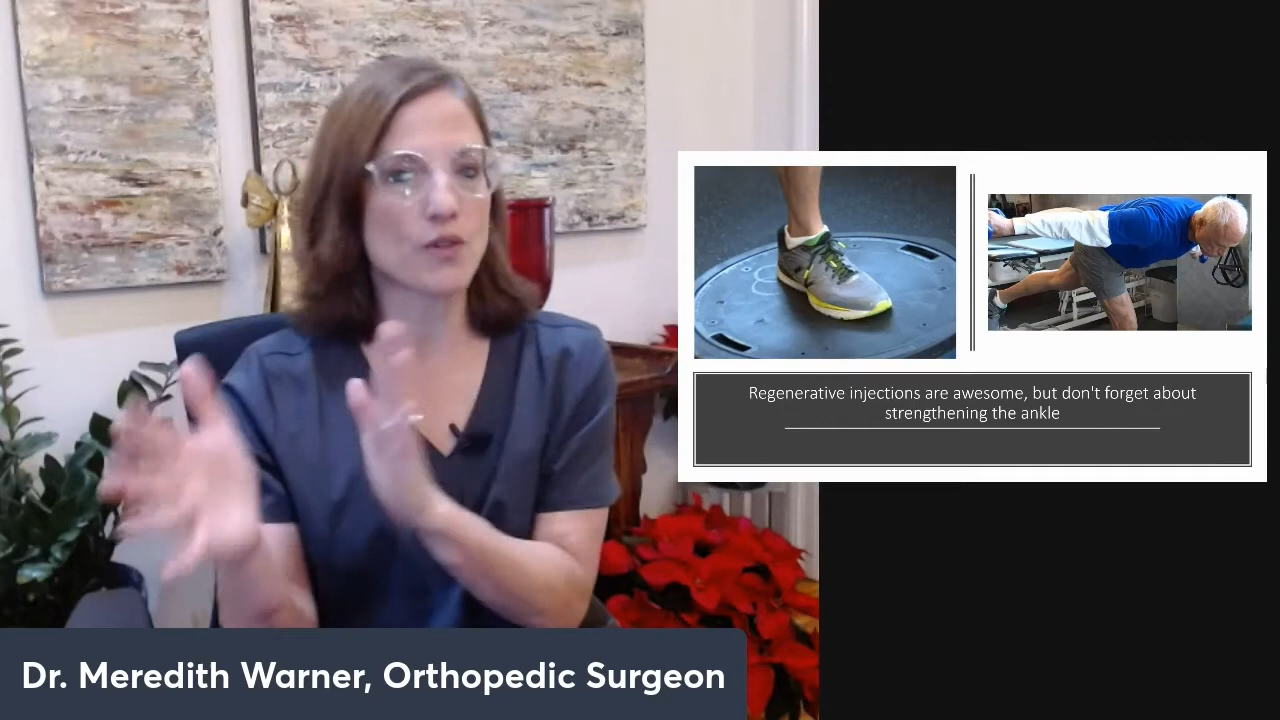 Regenerative injections are awesome, but don't forget about
strengthening the ankle
Dr. Meredith Warner, Orthopedic Surgeon